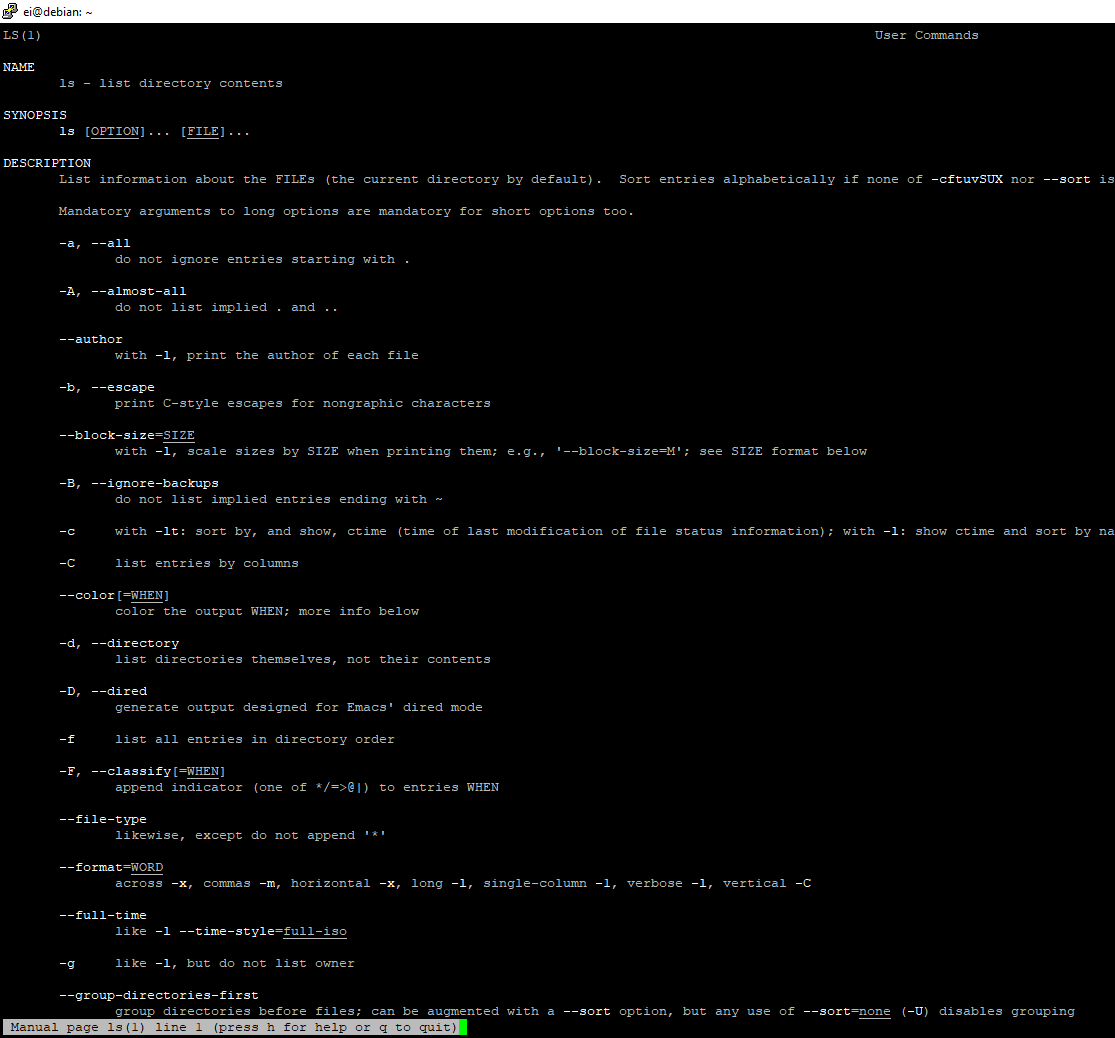 ei@debian: ~
LS(1) User Commands
NAME
ls - list directory contents
SYNOPSIS
ls [OPTION]... [FILE]...
DESCRIPTION
List information about the FILEs (the current directory by default). Sort entries alphabetically if none of -cftuvSUX nor --sort is
Mandatory arguments to long options are mandatory for short options too.
-a, --all
do not ignore entries starting with .
-A, --almost-all
do not list implied . and ..
--author
with -l, print the author of each file
-b, --escape
print C-style escapes for nongraphic characters
--block-size=SIZE
with -l, scale sizes by SIZE when printing them; e.g., '--block-size=M'; see SIZE format below
-B, --ignore-backups
do not list implied entries ending with ~
-c with -lt: sort by, and show, ctime (time of last modification of file status information); with -l: show ctime and sort by na
-C list entries by columns
--color[=WHEN]
color the output WHEN; more info below
-d, --directory
list directories themselves, not their contents
-D, --dired
generate output designed for Emacs' dired mode
-f list all entries in directory order
-F, --classify[=WHEN]
append indicator (one of */=>@|) to entries WHEN
--file-type
likewise, except do not append '*'
--format=WORD
across -x, commas -m, horizontal -x, long -l, single-column -1, verbose -l, vertical -C
--full-time
like -l --time-style=full-iso
-g like -l, but do not list owner
--group-directories-first
group directories before files; can be augmented with a --sort option, but any use of --sort=none (-U) disables grouping
Manual page ls(1) line 1 (press h for help or q to quit)